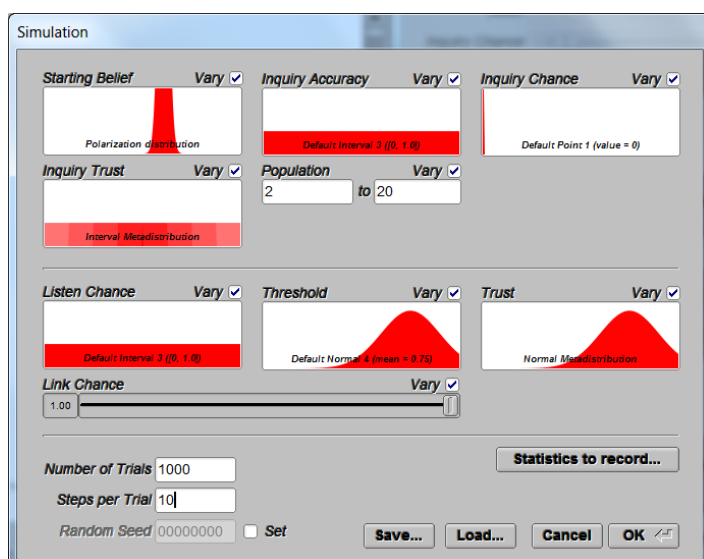 Simulation
Starting Belief Vary Inquiry Accuracy Vary Inquiry Chance Vary
Polarization distribution Default Interval 3 ([0, 1.0]) Default Point 1 (value = 0)
Inquiry Trust Vary Population Vary
2 to 20
Interval Metadistribution
Listen Chance Vary Threshold Vary Trust Vary
Default Interval 3 ([0, 1.0]) Default Normal 4 (mean = 0.75) Normal Metadistribution
Link Chance Vary
1.00
Statistics to record...
Number of Trials 1000
Steps per Trial 10
Random Seed 00000000 Set Save... Load... Cancel OK